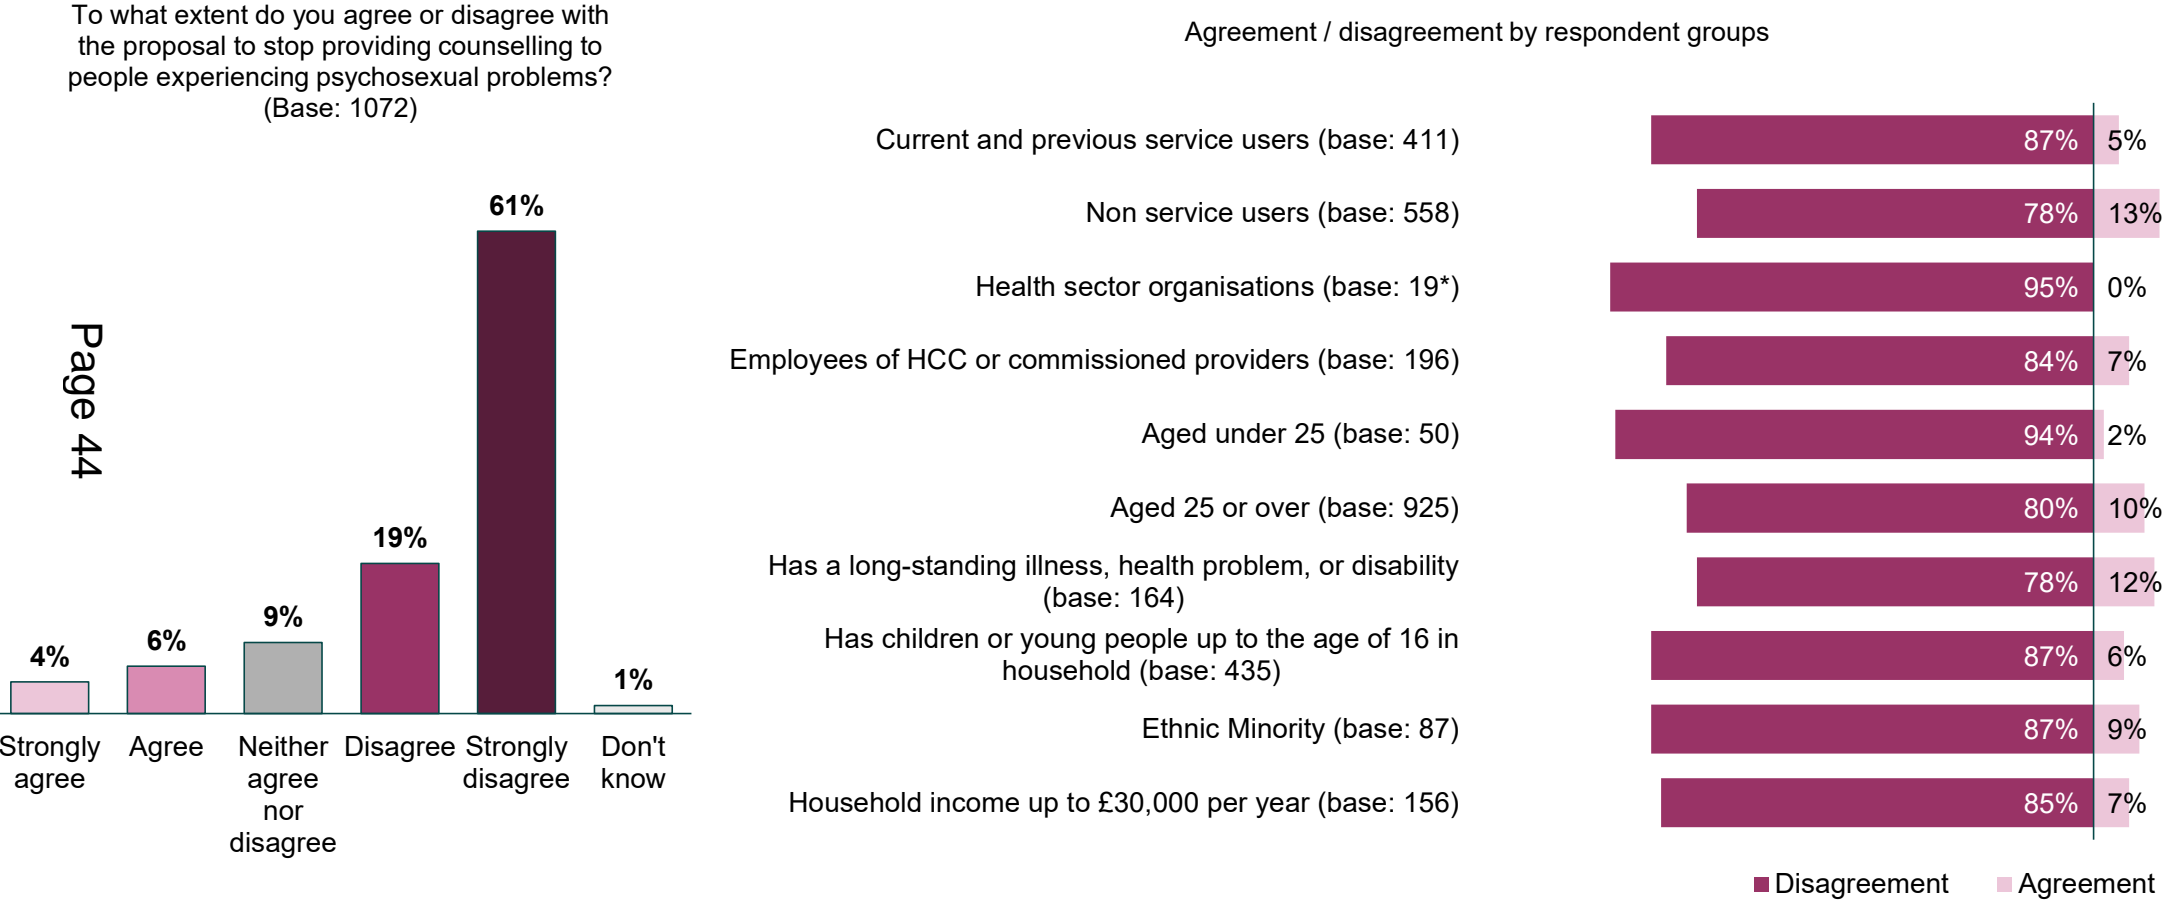 To what extent do you agree or disagree with
the proposal to stop providing counselling to
people experiencing psychosexual problems?
(Base: 1072)
61%
19%
9%
6%
4%
1%
Strongly
agree
Agree
Neither
agree
nor
disagree
Disagree
Strongly
disagree
Don't
know
Page 44
Agreement / disagreement by respondent groups
Current and previous service users (base: 411) 87% 5%
Non service users (base: 558) 78% 13%
Health sector organisations (base: 19*) 95% 0%
Employees of HCC or commissioned providers (base: 196) 84% 7%
Aged under 25 (base: 50) 94% 2%
Aged 25 or over (base: 925) 80% 10%
Has a long-standing illness, health problem, or disability
(base: 164) 78% 12%
Has children or young people up to the age of 16 in
household (base: 435) 87% 6%
Ethnic Minority (base: 87) 87% 9%
Household income up to £30,000 per year (base: 156) 85% 7%
Disagreement Agreement